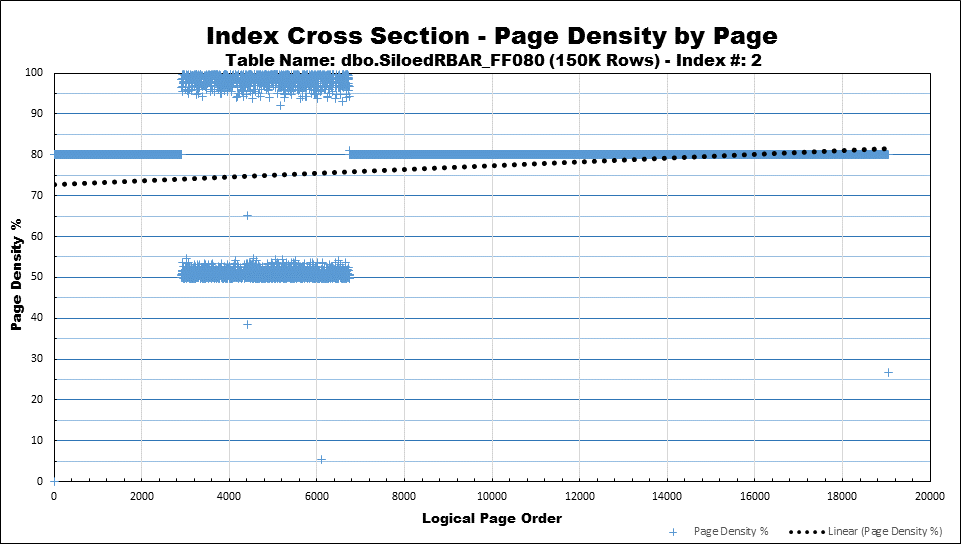 Index Cross Section - Page Density by Page
Table Name: dbo.SiloedRBAR_FF080 (150K Rows) - Index #: 2
Page Density %
100
90
80
70
60
50
40
30
20
10
0
0 2000 4000 6000 8000 10000 12000 14000 16000 18000 20000
Logical Page Order
Page Density % Linear (Page Density %)